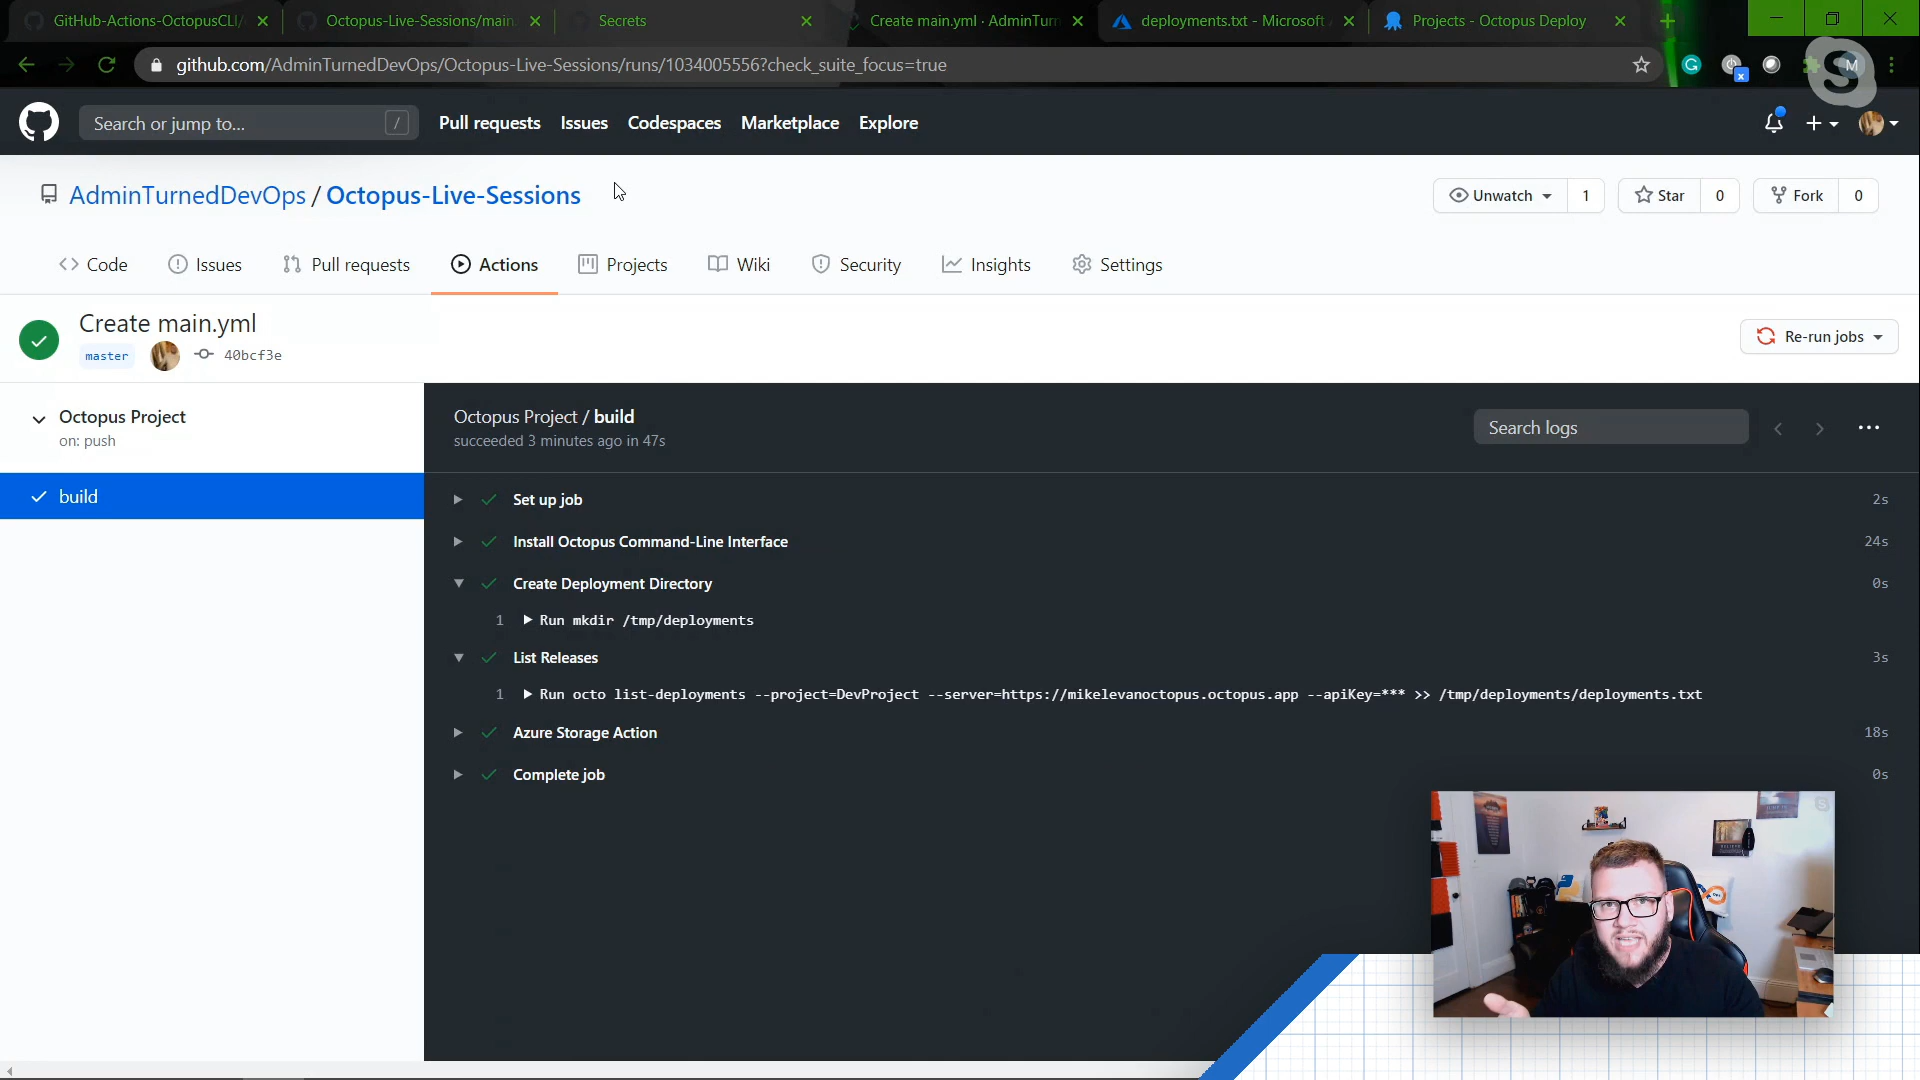 GitHub-Actions-OctopusCLI/
Octopus-Live-Sessions/main.
Secrets
Create main.yml · AdminTurn
deployments.txt - Microsoft
Projects - Octopus Deploy
github.com/AdminTurnedDevOps/Octopus-Live-Sessions/runs/1034005556?check_suite_focus=true
Search or jump to...
/
Pull requests
Issues
Codespaces
Marketplace
Explore
AdminTurnedDevOps / Octopus-Live-Sessions
Unwatch
1
Star
0
Fork
0
Code
Issues
Pull requests
Actions
Projects
Wiki
Security
Insights
Settings
Create main.yml
master
40bcf3e
Re-run jobs
Octopus Project
on: push
build
Octopus Project / build
succeeded 3 minutes ago in 47s
Search logs
Set up job
2s
Install Octopus Command-Line Interface
24s
Create Deployment Directory
0s
1 Run mkdir /tmp/deployments
List Releases
3s
1 Run octo list-deployments --project=DevProject --server=https://mikelevanoctopus.octopus.app --apiKey=*** >> /tmp/deployments/deployments.txt
Azure Storage Action
18s
Complete job
0s